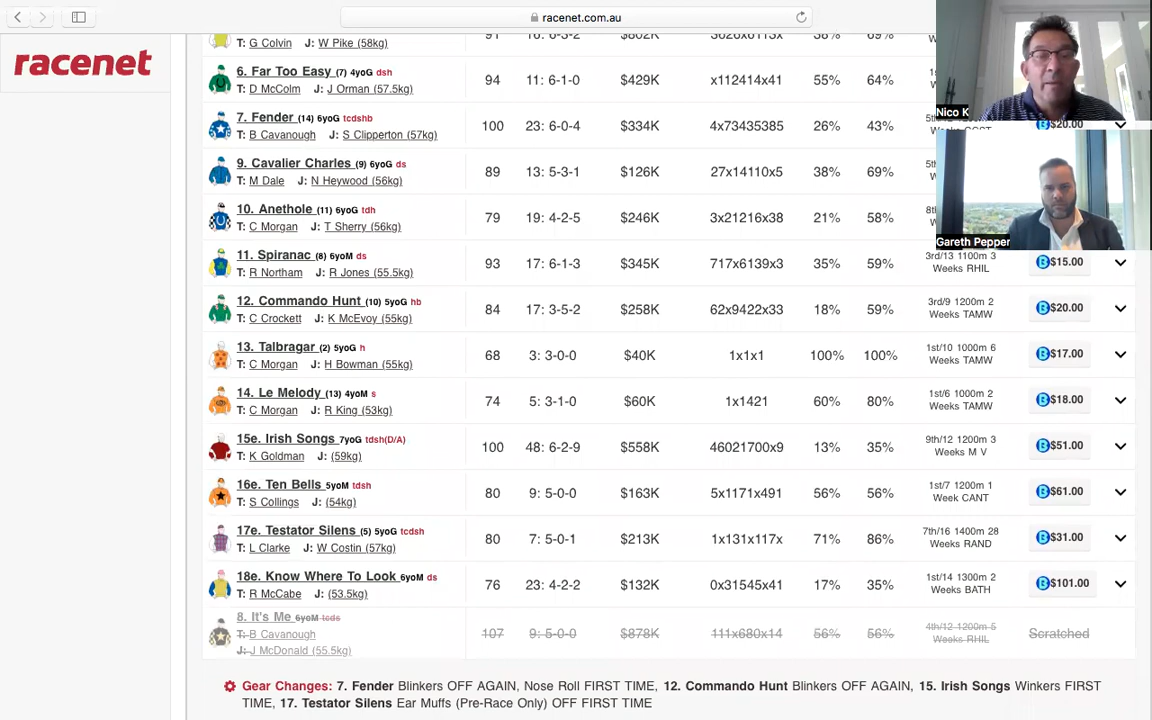 racenet.com.au
racenet
T: G Colvin J: W Pike (58kg)
6. Far Too Easy (7) 4yoG dsh 94 11: 6-1-0 $429K x112414x41 55% 64%
T: D McColm J: J Orman (57.5kg)
7. Fender (14) 6yoG tcdshb 100 23: 6-0-4 $334K 4x73435385 26% 43% $20.00
T: B Cavanough J: S Clipperton (57kg)
9. Cavalier Charles (9) 6yoG ds 89 13: 5-3-1 $126K 27x14110x5 38% 69%
T: M Dale J: N Heywood (56kg)
10. Anethole (11) 6yoG tdh 79 19: 4-2-5 $246K 3x21216x38 21% 58%
T: C Morgan J: T Sherry (56kg)
11. Spiranac (8) 6yoM ds 93 17: 6-1-3 $345K 717x6139x3 35% 59% 3rd/13 1100m 3 Weeks RHIL $15.00
T: R Northam J: R Jones (55.5kg)
12. Commando Hunt (10) 5yoG hb 84 17: 3-5-2 $258K 62x9422x33 18% 59% 3rd/9 1200m 2 Weeks TAMW $20.00
T: C Crockett J: K McEvoy (55kg)
13. Talbragar (2) 5yoG h 68 3: 3-0-0 $40K 1x1x1 100% 100% 1st/10 1000m 6 Weeks TAMW $17.00
T: C Morgan J: H Bowman (55kg)
14. Le Melody (13) 4yoM s 74 5: 3-1-0 $60K 1x1421 60% 80% 1st/6 1000m 2 Weeks TAMW $18.00
T: C Morgan J: R King (53kg)
15e. Irish Songs 7yoG tdsh(D/A) 100 48: 6-2-9 $558K 46021700x9 13% 35% 9th/12 1200m 3 Weeks M V $51.00
T: K Goldman J: (59kg)
16e. Ten Bells 5yoM tdsh 80 9: 5-0-0 $163K 5x1171x491 56% 56% 1st/7 1200m 1 Week CANT $61.00
T: S Collings J: (54kg)
17e. Testator Silens (5) 5yoG tcdsh 80 7: 5-0-1 $213K 1x131x117x 71% 86% 7th/16 1400m 28 Weeks RAND $31.00
T: L Clarke J: W Costin (57kg)
18e. Know Where To Look 6yoM ds 76 23: 4-2-2 $132K 0x31545x41 17% 35% 1st/14 1300m 2 Weeks BATH $101.00
T: R McCabe J: (53.5kg)
8. It's Me 6yoM tcds 107 9: 5-0-0 $878K 111x680x14 56% 56% 4th/12 1200m 5 Weeks RHIL Scratched
T: B Cavanough
J: J McDonald (55.5kg)
Gear Changes: 7. Fender Blinkers OFF AGAIN, Nose Roll FIRST TIME, 12. Commando Hunt Blinkers OFF AGAIN, 15. Irish Songs Winkers FIRST
TIME, 17. Testator Silens Ear Muffs (Pre-Race Only) OFF FIRST TIME
Nico K
Gareth Pepper